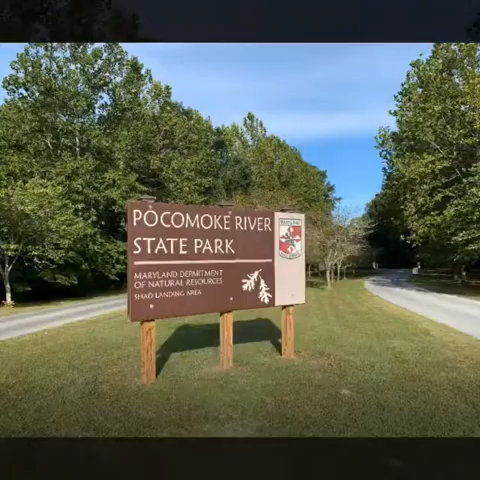 POCOMOKE RIVER
STATE PARK
MARYLAND DEPARTMENT
OF NATURAL RESOURCES
SHAD LANDING AREA